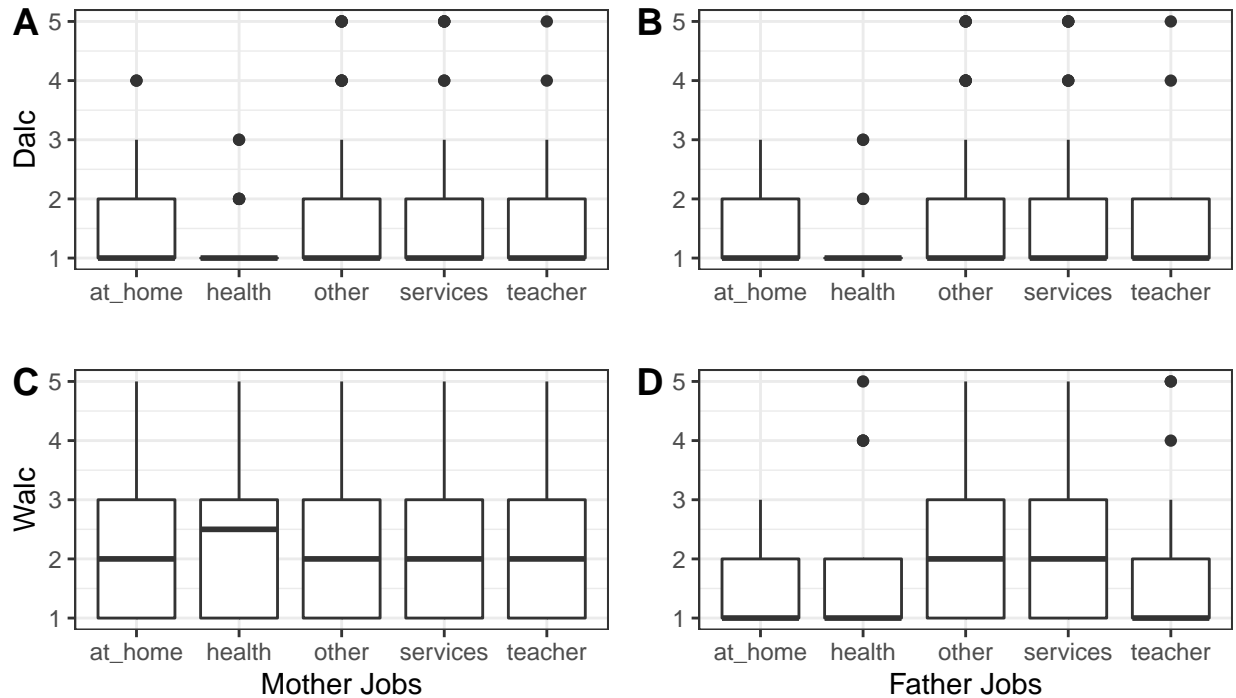 A
5
4
3
2
1
Dalc
at_home health other services teacher
B
5
4
3
2
1
at_home health other services teacher
C
5
4
3
2
1
Walc
at_home health other services teacher
Mother Jobs
D
5
4
3
2
1
at_home health other services teacher
Father Jobs